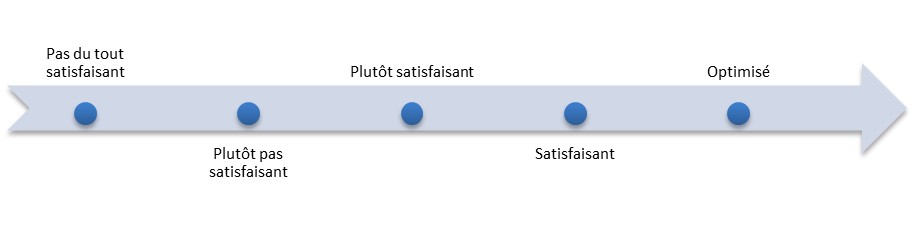 Pas du tout
satisfaisant
Plutôt pas
satisfaisant
Plutôt satisfaisant
Satisfaisant
Optimisé